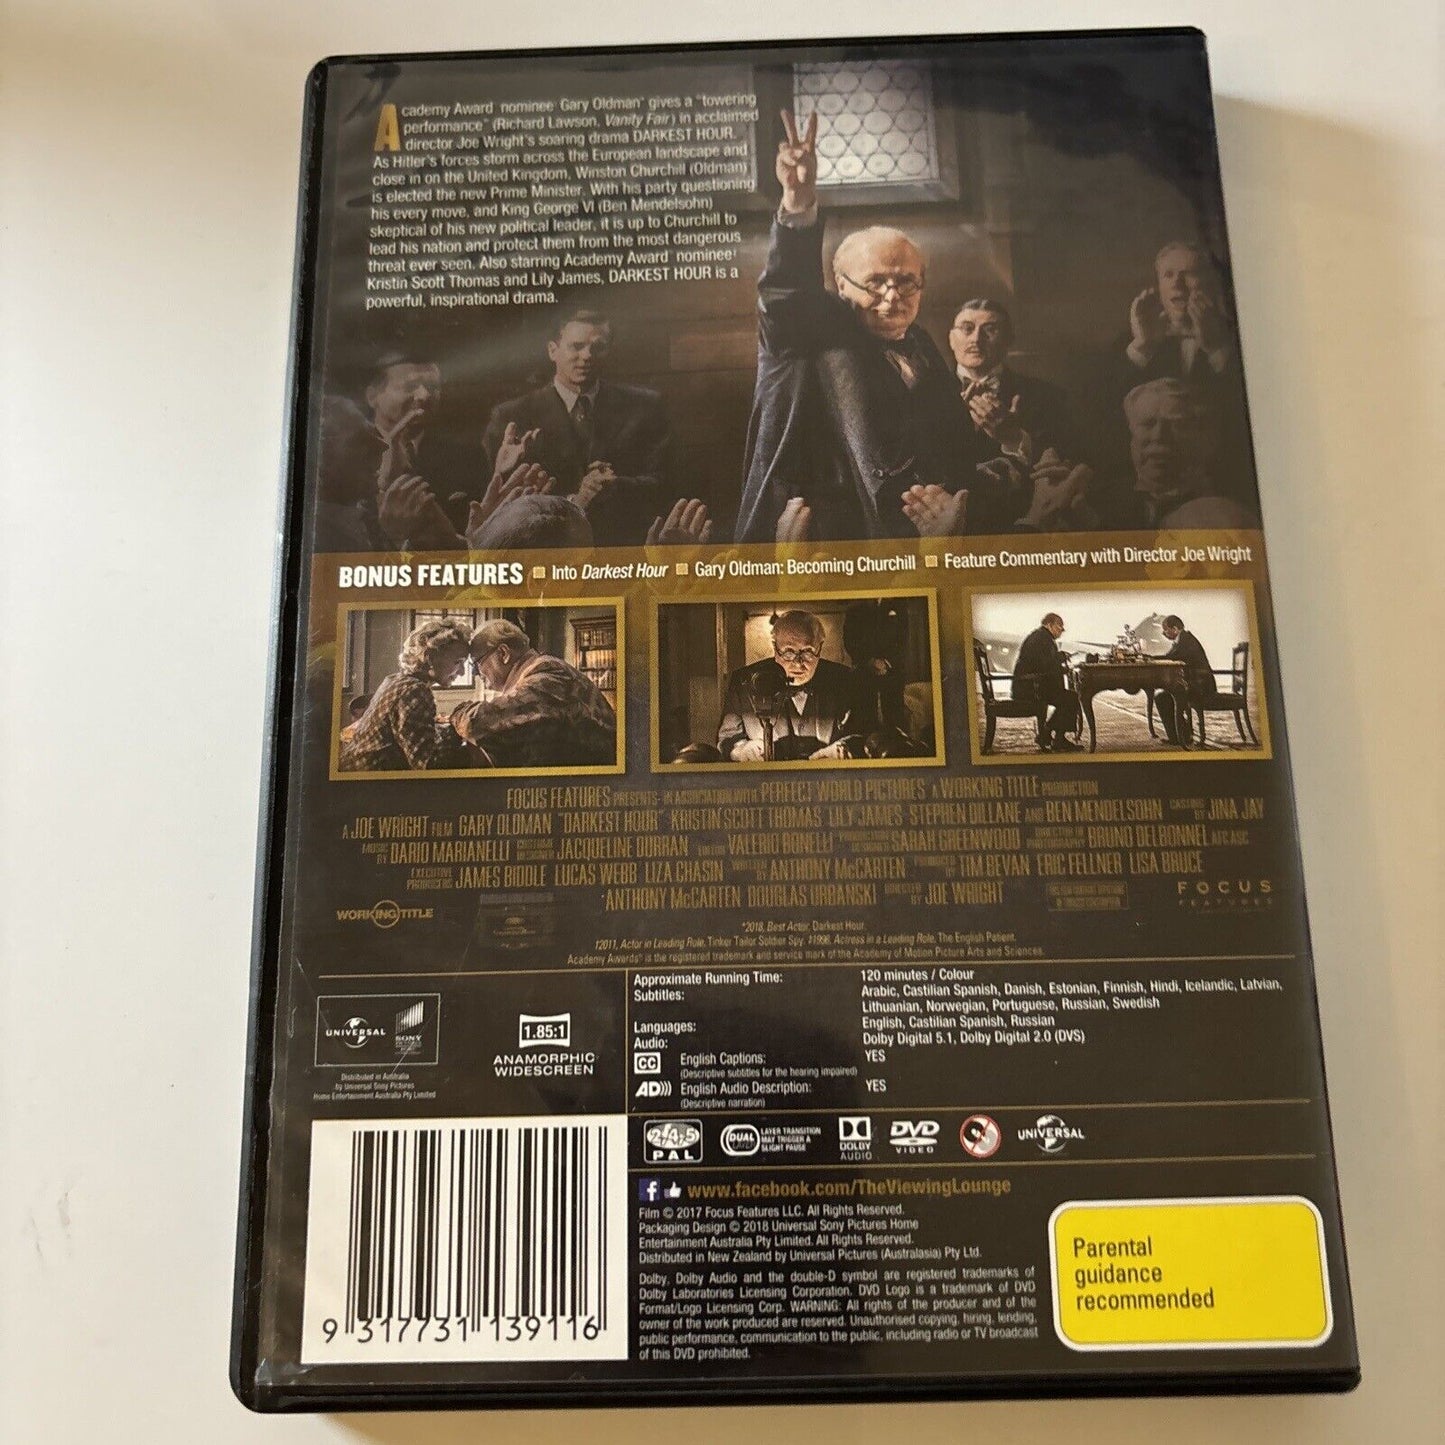 Academy Award nominee* Gary Oldman† gives a "towering
performance" (Richard Lawson, Vanity Fair) in acclaimed
director Joe Wright's soaring drama DARKEST HOUR.
As Hitler's forces storm across the European landscape and
close in on the United Kingdom, Winston Churchill (Oldman)
is elected the new Prime Minister. With his party questioning
his every move, and King George VI (Ben Mendelsohn)
skeptical of his new political leader, it is up to Churchill to
lead his nation and protect them from the most dangerous
threat ever seen. Also starring Academy Award nominee‡
Kristin Scott Thomas and Lily James, DARKEST HOUR is a
powerful, inspirational drama.
BONUS FEATURES Into Darkest Hour Gary Oldman: Becoming Churchill Feature Commentary with Director Joe Wright
FOCUS FEATURES PRESENTS IN ASSOCIATION WITH PERFECT WORLD PICTURES A WORKING TITLE PRODUCTION
A JOE WRIGHT FILM GARY OLDMAN "DARKEST HOUR" KRISTIN SCOTT THOMAS LILY JAMES STEPHEN DILLANE AND BEN MENDELSOHN CASTING BY JINA JAY
MUSIC BY DARIO MARIANELLI COSTUME DESIGNER JACQUELINE DURRAN EDITOR VALERIO BONELLI PRODUCTION DESIGNER SARAH GREENWOOD DIRECTOR OF PHOTOGRAPHY BRUNO DELBONNEL AFC ASC
EXECUTIVE PRODUCERS JAMES BIDDLE LUCAS WEBB LIZA CHASIN WRITTEN BY ANTHONY McCARTEN PRODUCED BY TIM BEVAN ERIC FELLNER LISA BRUCE
ANTHONY McCARTEN DOUGLAS URBANSKI DIRECTED BY JOE WRIGHT
WORKING TITLE
FOCUS
FEATURES
*2018, Best Actor, Darkest Hour.
†2011, Actor in Leading Role, Tinker Tailor Soldier Spy. ‡1996, Actress in a Leading Role, The English Patient.
Academy Awards® is the registered trademark and service mark of the Academy of Motion Picture Arts and Sciences.
UNIVERSAL
SONY
Distributed in Australia
by Universal Sony Pictures
Home Entertainment Australia Pty Limited
1.85:1
ANAMORPHIC
WIDESCREEN
Approximate Running Time: 120 minutes / Colour
Subtitles: Arabic, Castilian Spanish, Danish, Estonian, Finnish, Hindi, Icelandic, Latvian,
Lithuanian, Norwegian, Portuguese, Russian, Swedish
Languages: English, Castilian Spanish, Russian
Audio: Dolby Digital 5.1, Dolby Digital 2.0 (DVS)
CC English Captions: YES
(Descriptive subtitles for the hearing impaired)
AD))) English Audio Description: YES
(Descriptive narration)
2/4/5
PAL
DUAL
LAYER TRANSITION
MAY TRIGGER A
SLIGHT PAUSE
DOLBY
AUDIO
DVD
VIDEO
UNIVERSAL
www.facebook.com/TheViewingLounge
Film © 2017 Focus Features LLC. All Rights Reserved.
Packaging Design © 2018 Universal Sony Pictures Home
Entertainment Australia Pty Limited. All Rights Reserved.
Distributed in New Zealand by Universal Pictures (Australasia) Pty Ltd.
Dolby, Dolby Audio and the double-D symbol are registered trademarks of
Dolby Laboratories Licensing Corporation. DVD Logo is a trademark of DVD
Format/Logo Licensing Corp. WARNING: All rights of the producer and of the
owner of the work produced are reserved. Unauthorised copying, hiring, lending,
public performance, communication to the public, including radio or TV broadcast
of this DVD prohibited.
Parental
guidance
recommended
9 317731 139116